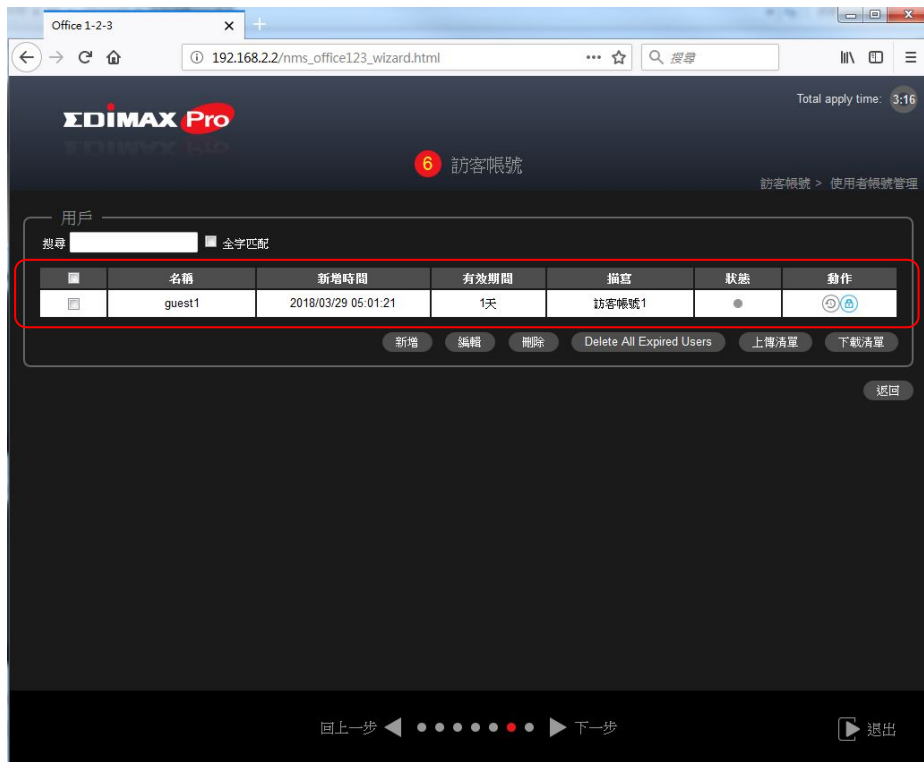 Office 1-2-3
192.168.2.2/nms_office123_wizard.html
搜尋
Total apply time: 3:16
EDIMAX Pro
6 訪客帳號
訪客帳號 > 使用者帳號管理
用戶
搜尋 全字匹配
名稱 新增時間 有效期間 描寫 狀態 動作
guest1 2018/03/29 05:01:21 1天 訪客帳號1
新增 編輯 刪除 Delete All Expired Users 上傳清單 下載清單
返回
回上一步 下一步 退出